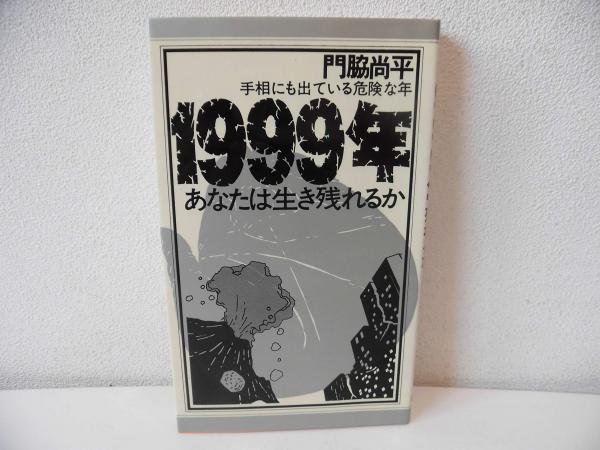 門脇尚平
手相にも出ている危険な年
1999年
あなたは生き残れるか